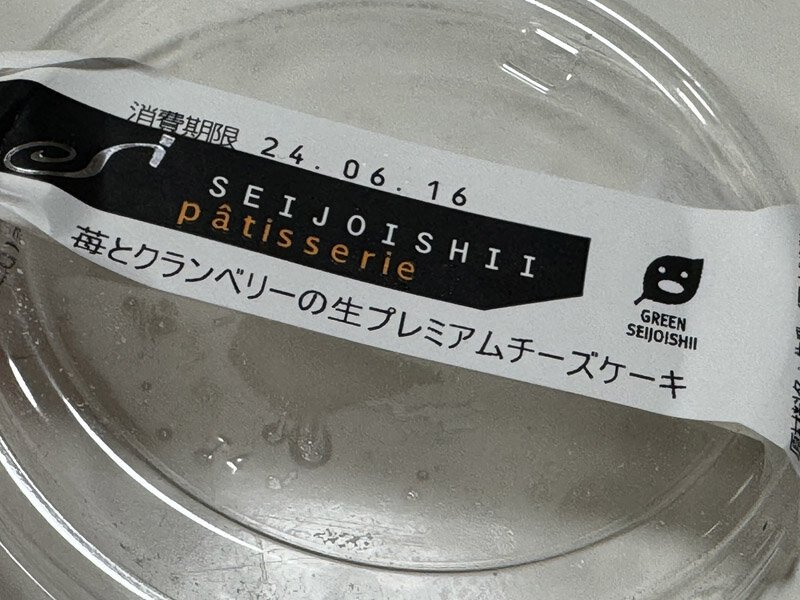 消費期限 24.06.16
SEIJOISHII
pâtisserie
苺とクランベリーの生プレミアムチーズケーキ
GREEN
SEIJOISHII